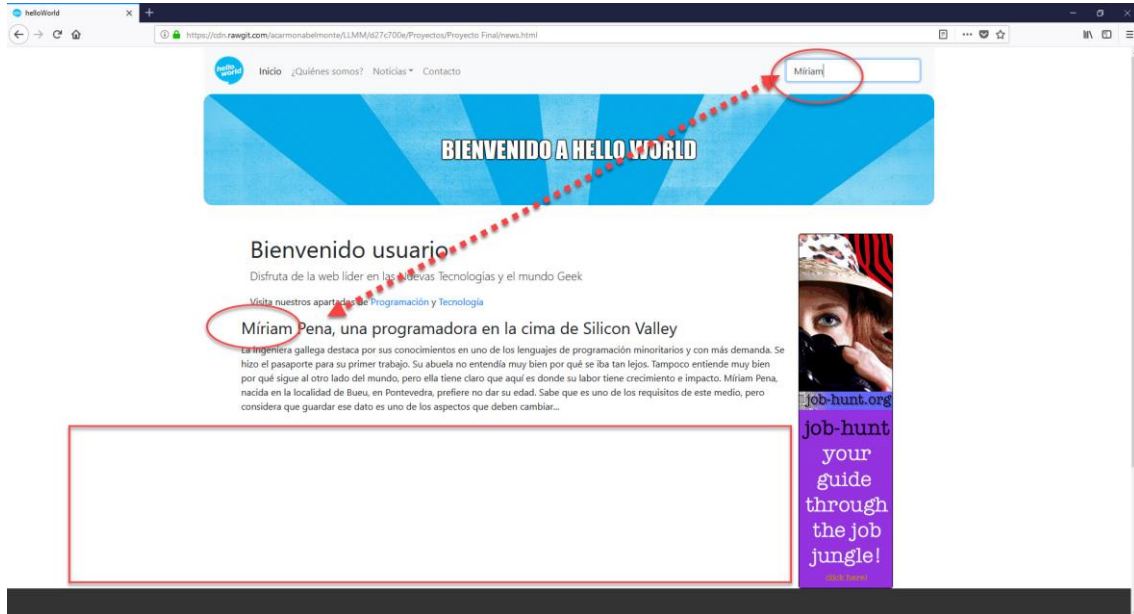 helloWorld
https://cdn.rawgit.com/acarmonabelmonte/LLMM/d27c700e/Proyectos/Proyecto Final/news.html
hello world
Inicio ¿Quiénes somos? Noticias Contacto
Míriam
BIENVENIDO A HELLO WORLD
Bienvenido usuario
Disfruta de la web líder en las Nuevas Tecnologías y el mundo Geek
Visita nuestros apartados de Programación y Tecnología
Míriam Pena, una programadora en la cima de Silicon Valley
La ingeniera gallega destaca por sus conocimientos en uno de los lenguajes de programación minoritarios y con más demanda. Se
hizo el pasaporte para su primer trabajo. Su abuela no entendía muy bien por qué se iba tan lejos. Tampoco entiende muy bien
por qué sigue al otro lado del mundo, pero ella tiene claro que aquí es donde su labor tiene crecimiento e impacto. Míriam Pena,
nacida en la localidad de Bueu, en Pontevedra, prefiere no dar su edad. Sabe que es uno de los requisitos de este medio, pero
considera que guardar ese dato es uno de los aspectos que deben cambiar...
job-hunt.org
job-hunt
your
guide
through
the job
jungle!
click here!